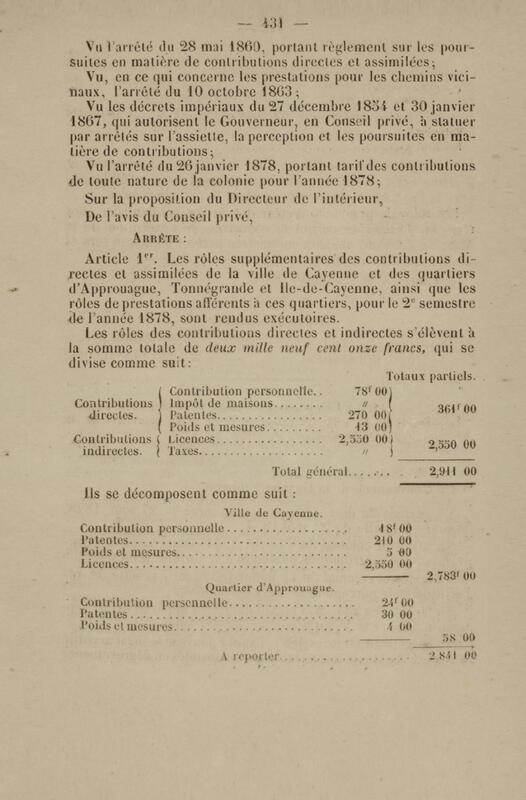 — 431 —
Vu l'arrêté du 28 mai 1860, portant règlement sur les pour-
suites en matière de contributions directes et assimilées;
Vu, en ce qui concerne les prestations pour les chemins vici-
naux, l'arrêté du 10 octobre 1863;
Vu les décrets impériaux du 27 décembre 1854 et 30 janvier
1867, qui autorisent le Gouverneur, en Conseil privé, à statuer
par arrêtés sur l'assiette, la perception et les poursuites en ma-
tière de contributions;
Vu l'arrêté du 26 janvier 1878, portant tarif des contributions
de toute nature de la colonie pour l'année 1878;
Sur la proposition du Directeur de l'intérieur,
De l'avis du Conseil privé,
ARRÊTE :
Article 1er. Les rôles supplémentaires des contributions di-
rectes et assimilées de la ville de Cayenne et des quartiers
d'Approuague, Tonnégrande et Ile-de-Cayenne, ainsi que les
rôles de prestations afférents à ces quartiers, pour le 2e semestre
de l'année 1878, sont rendus exécutoires.
Les rôles des contributions directes et indirectes s'élèvent à
la somme totale de deux mille neuf cent onze francs, qui se
divise comme suit:
Totaux partiels.
Contributions directes. Contribution personnelle.. 78f 00
Impôt de maisons........ "
Patentes................ 270 00
Poids et mesures........ 13 00
361f 00
Contributions indirectes. Licences................ 2,550 00
Taxes................... "
2,550 00
Total général........ 2,911 00
Ils se décomposent comme suit :
Ville de Cayenne.
Contribution personnelle................... 18f 00
Patentes................................... 210 00
Poids et mesures........................... 5 00
Licences................................... 2,550 00
2,783f 00
Quartier d'Approuague.
Contribution personnelle................... 24f 00
Patentes................................... 30 00
Poids et mesures........................... 4 00
58 00
A reporter................... 2,841 00